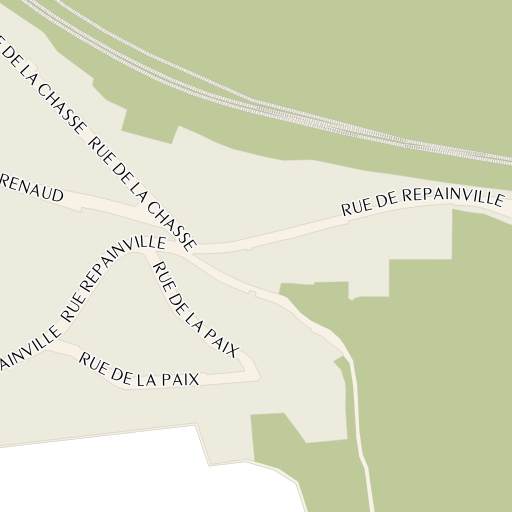 DE LA CHASSE
RUE DE LA CHASSE
RENAUD
RUE DE REPAINVILLE
RUE REPAINVILLE
RUE DE LA PAIX
AINVILLE
RUE DE LA PAIX